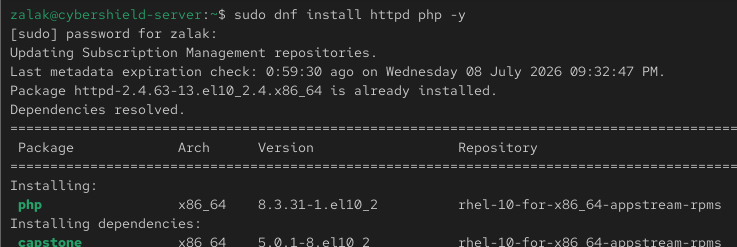 zalak@cybershield-server:~$ sudo dnf install httpd php -y
[sudo] password for zalak:
Updating Subscription Management repositories.
Last metadata expiration check: 0:59:30 ago on Wednesday 08 July 2026 09:32:47 PM.
Package httpd-2.4.63-13.el10_2.4.x86_64 is already installed.
Dependencies resolved.
================================================================================
Package Arch Version Repository
================================================================================
Installing:
php x86_64 8.3.31-1.el10_2 rhel-10-for-x86_64-appstream-rpms
Installing dependencies:
capstone x86_64 5.0.1-8.el10_2 rhel-10-for-x86_64-appstream-rpms